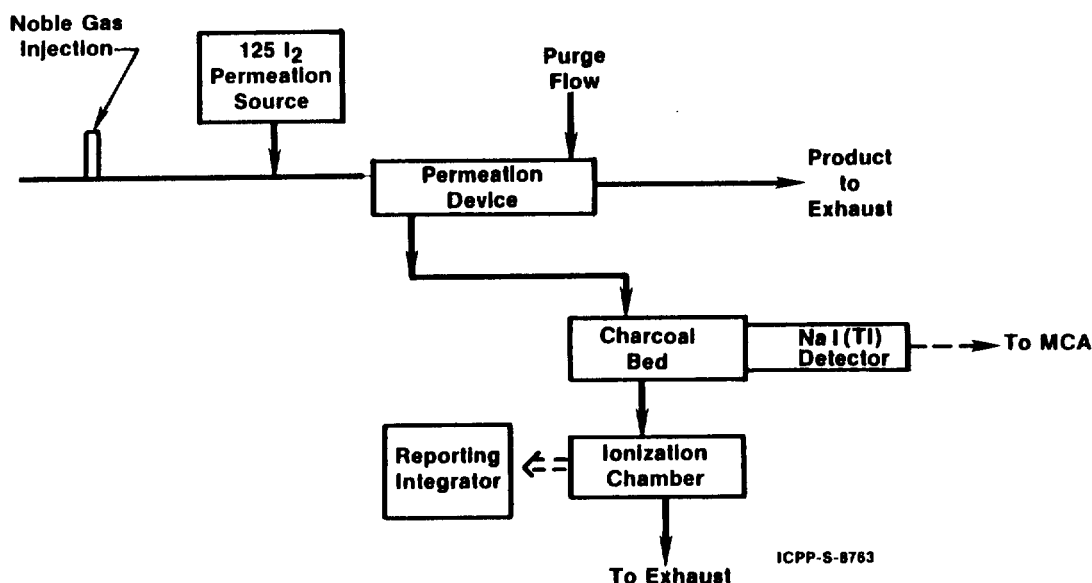 Noble Gas
Injection
125 I2
Permeation
Source
Purge
Flow
Permeation
Device
Product
to
Exhaust
Charcoal
Bed
Na I (Tl)
Detector
To MCA
Reporting
Integrator
Ionization
Chamber
ICPP-S-8763
To Exhaust